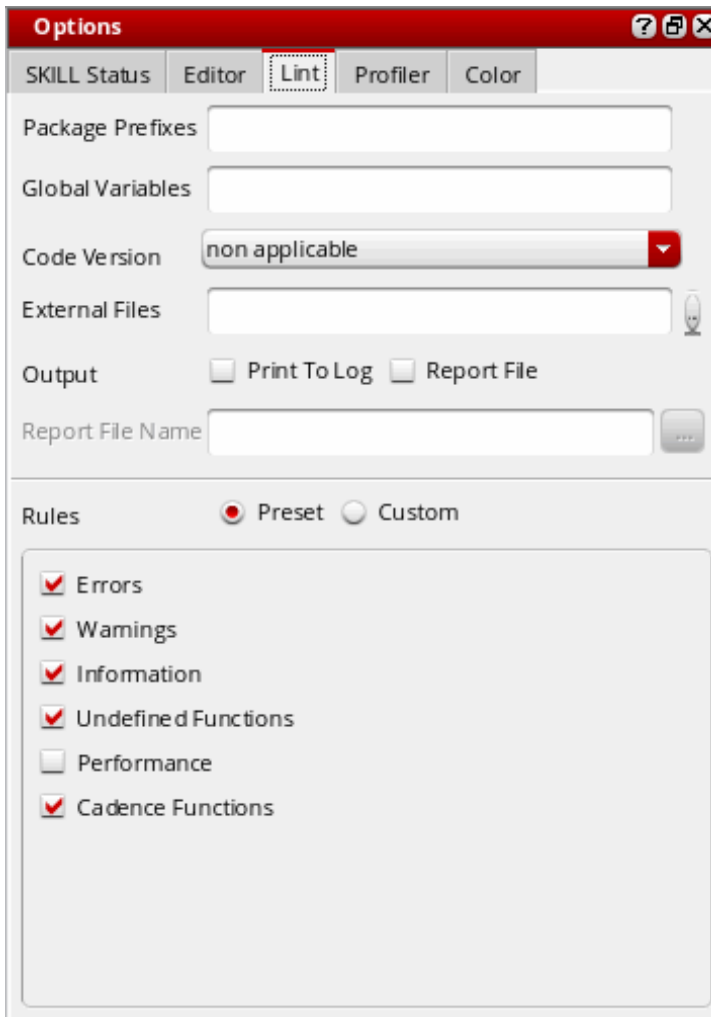 Options
SKILL Status Editor Lint Profiler Color
Package Prefixes
Global Variables
Code Version non applicable
External Files
Output Print To Log Report File
Report File Name ...
Rules Preset Custom
Errors
Warnings
Information
Undefined Functions
Performance
Cadence Functions